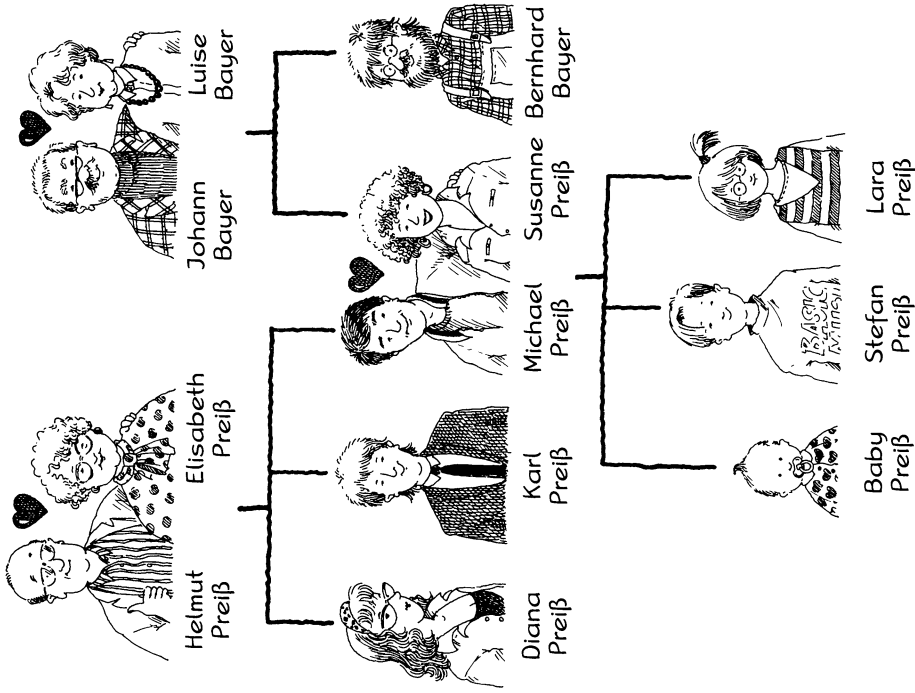 Helmut
Preiß
Elisabeth
Preiß
Johann
Bayer
Luise
Bayer
Diana
Preiß
Karl
Preiß
Michael
Preiß
Susanne
Preiß
Bernhard
Bayer
Baby
Preiß
Stefan
Preiß
Lara
Preiß
BASIC